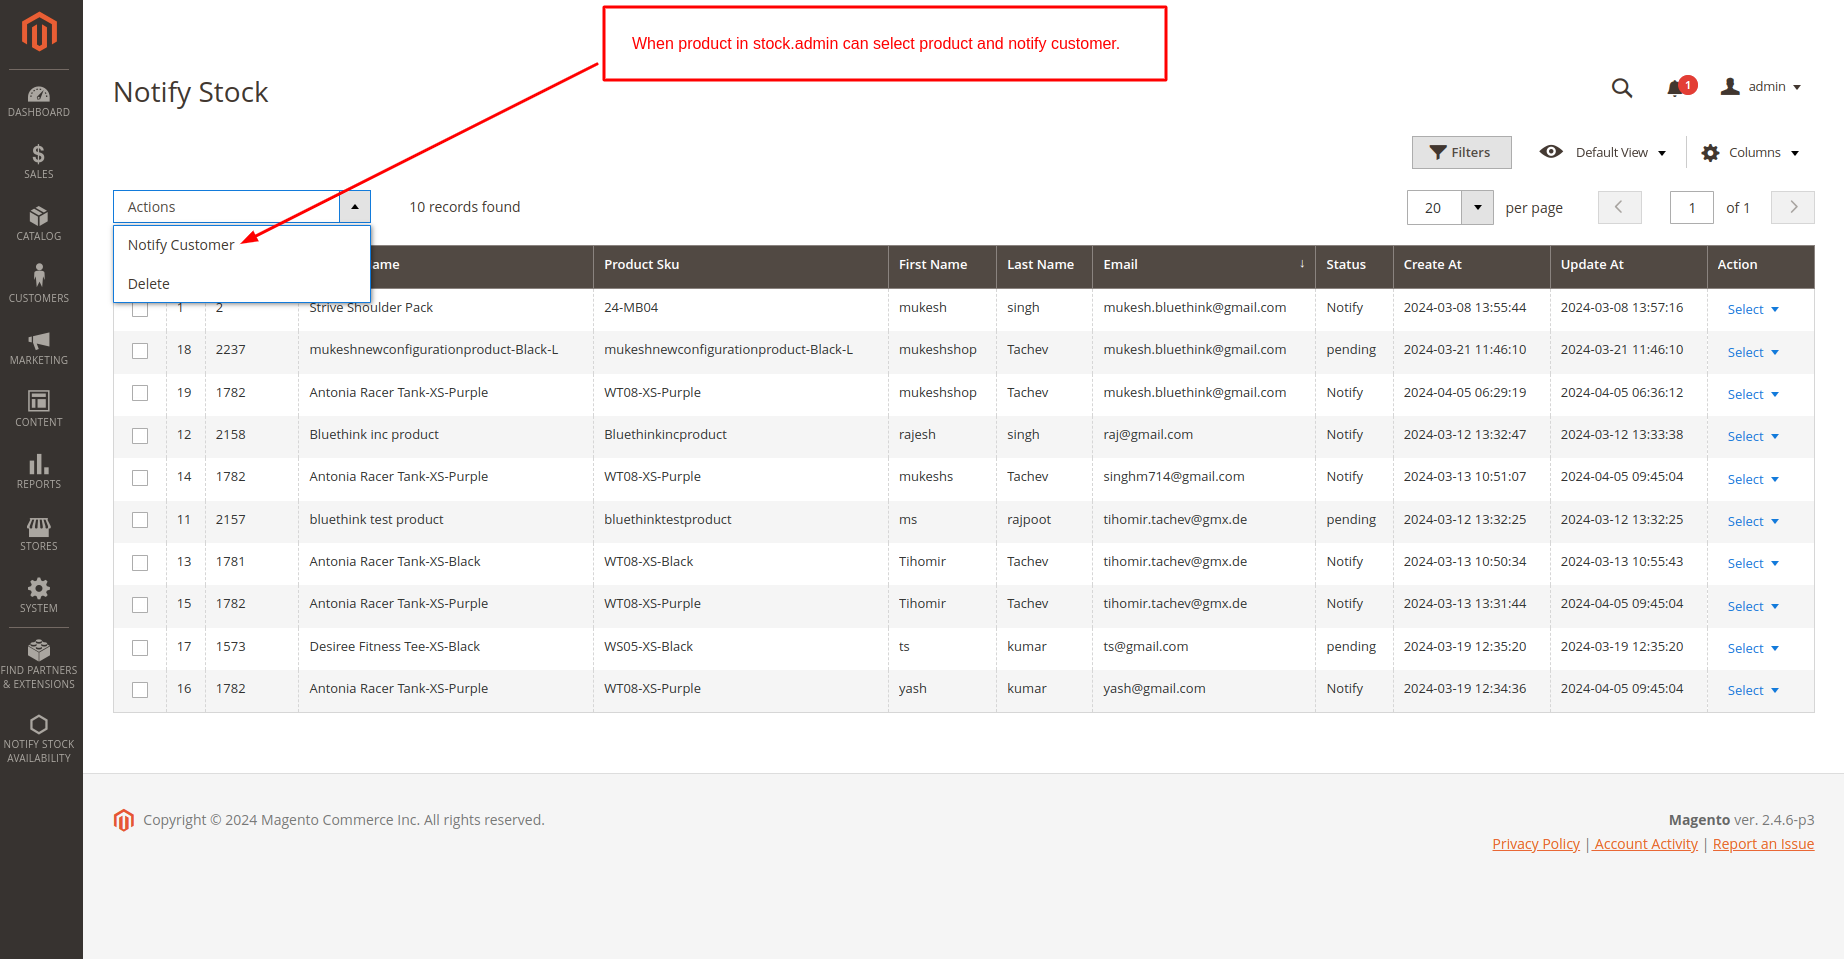 When product in stock.admin can select product and notify customer.
Notify Stock
1
admin
DASHBOARD
SALES
CATALOG
CUSTOMERS
MARKETING
CONTENT
REPORTS
STORES
SYSTEM
FIND PARTNERS
& EXTENSIONS
NOTIFY STOCK
AVAILABILITY
Filters Default View Columns
Actions 10 records found 20 per page 1 of 1
Notify Customer
Delete
ame Product Sku First Name Last Name Email ↓ Status Create At Update At Action
1 2 Strive Shoulder Pack 24-MB04 mukesh singh mukesh.bluethink@gmail.com Notify 2024-03-08 13:55:44 2024-03-08 13:57:16 Select
18 2237 mukeshnewconfigurationproduct-Black-L mukeshnewconfigurationproduct-Black-L mukeshshop Tachev mukesh.bluethink@gmail.com pending 2024-03-21 11:46:10 2024-03-21 11:46:10 Select
19 1782 Antonia Racer Tank-XS-Purple WT08-XS-Purple mukeshshop Tachev mukesh.bluethink@gmail.com Notify 2024-04-05 06:29:19 2024-04-05 06:36:12 Select
12 2158 Bluethink inc product Bluethinkincproduct rajesh singh raj@gmail.com Notify 2024-03-12 13:32:47 2024-03-12 13:33:38 Select
14 1782 Antonia Racer Tank-XS-Purple WT08-XS-Purple mukeshs Tachev singhm714@gmail.com Notify 2024-03-13 10:51:07 2024-04-05 09:45:04 Select
11 2157 bluethink test product bluethinktestproduct ms rajpoot tihomir.tachev@gmx.de pending 2024-03-12 13:32:25 2024-03-12 13:32:25 Select
13 1781 Antonia Racer Tank-XS-Black WT08-XS-Black Tihomir Tachev tihomir.tachev@gmx.de Notify 2024-03-13 10:50:34 2024-03-13 10:55:43 Select
15 1782 Antonia Racer Tank-XS-Purple WT08-XS-Purple Tihomir Tachev tihomir.tachev@gmx.de Notify 2024-03-13 13:31:44 2024-04-05 09:45:04 Select
17 1573 Desiree Fitness Tee-XS-Black WS05-XS-Black ts kumar ts@gmail.com pending 2024-03-19 12:35:20 2024-03-19 12:35:20 Select
16 1782 Antonia Racer Tank-XS-Purple WT08-XS-Purple yash kumar yash@gmail.com Notify 2024-03-19 12:34:36 2024-04-05 09:45:04 Select
Copyright © 2024 Magento Commerce Inc. All rights reserved.
Magento ver. 2.4.6-p3
Privacy Policy | Account Activity | Report an Issue